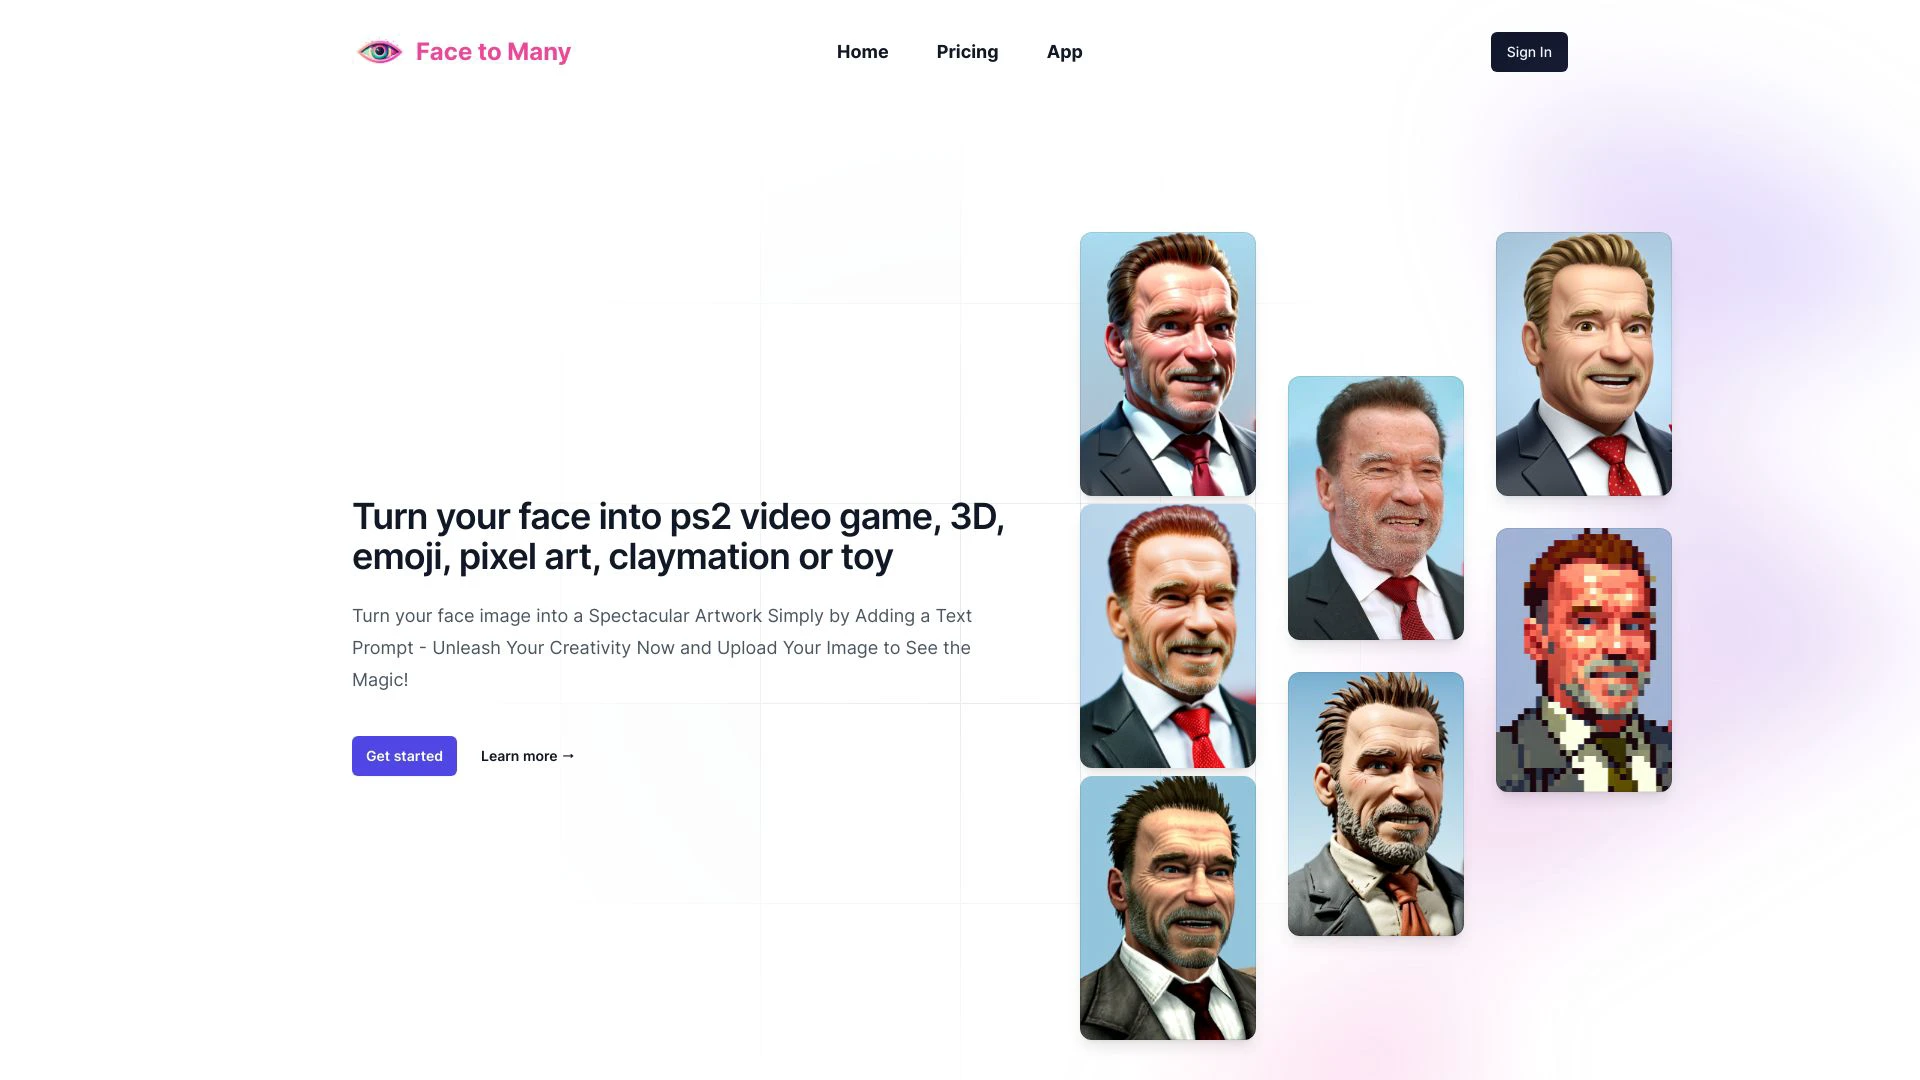 Face to Many
Home
Pricing
App
Sign In
Turn your face into ps2 video game, 3D,
emoji, pixel art, claymation or toy
Turn your face image into a Spectacular Artwork Simply by Adding a Text
Prompt - Unleash Your Creativity Now and Upload Your Image to See the
Magic!
Get started
Learn more →